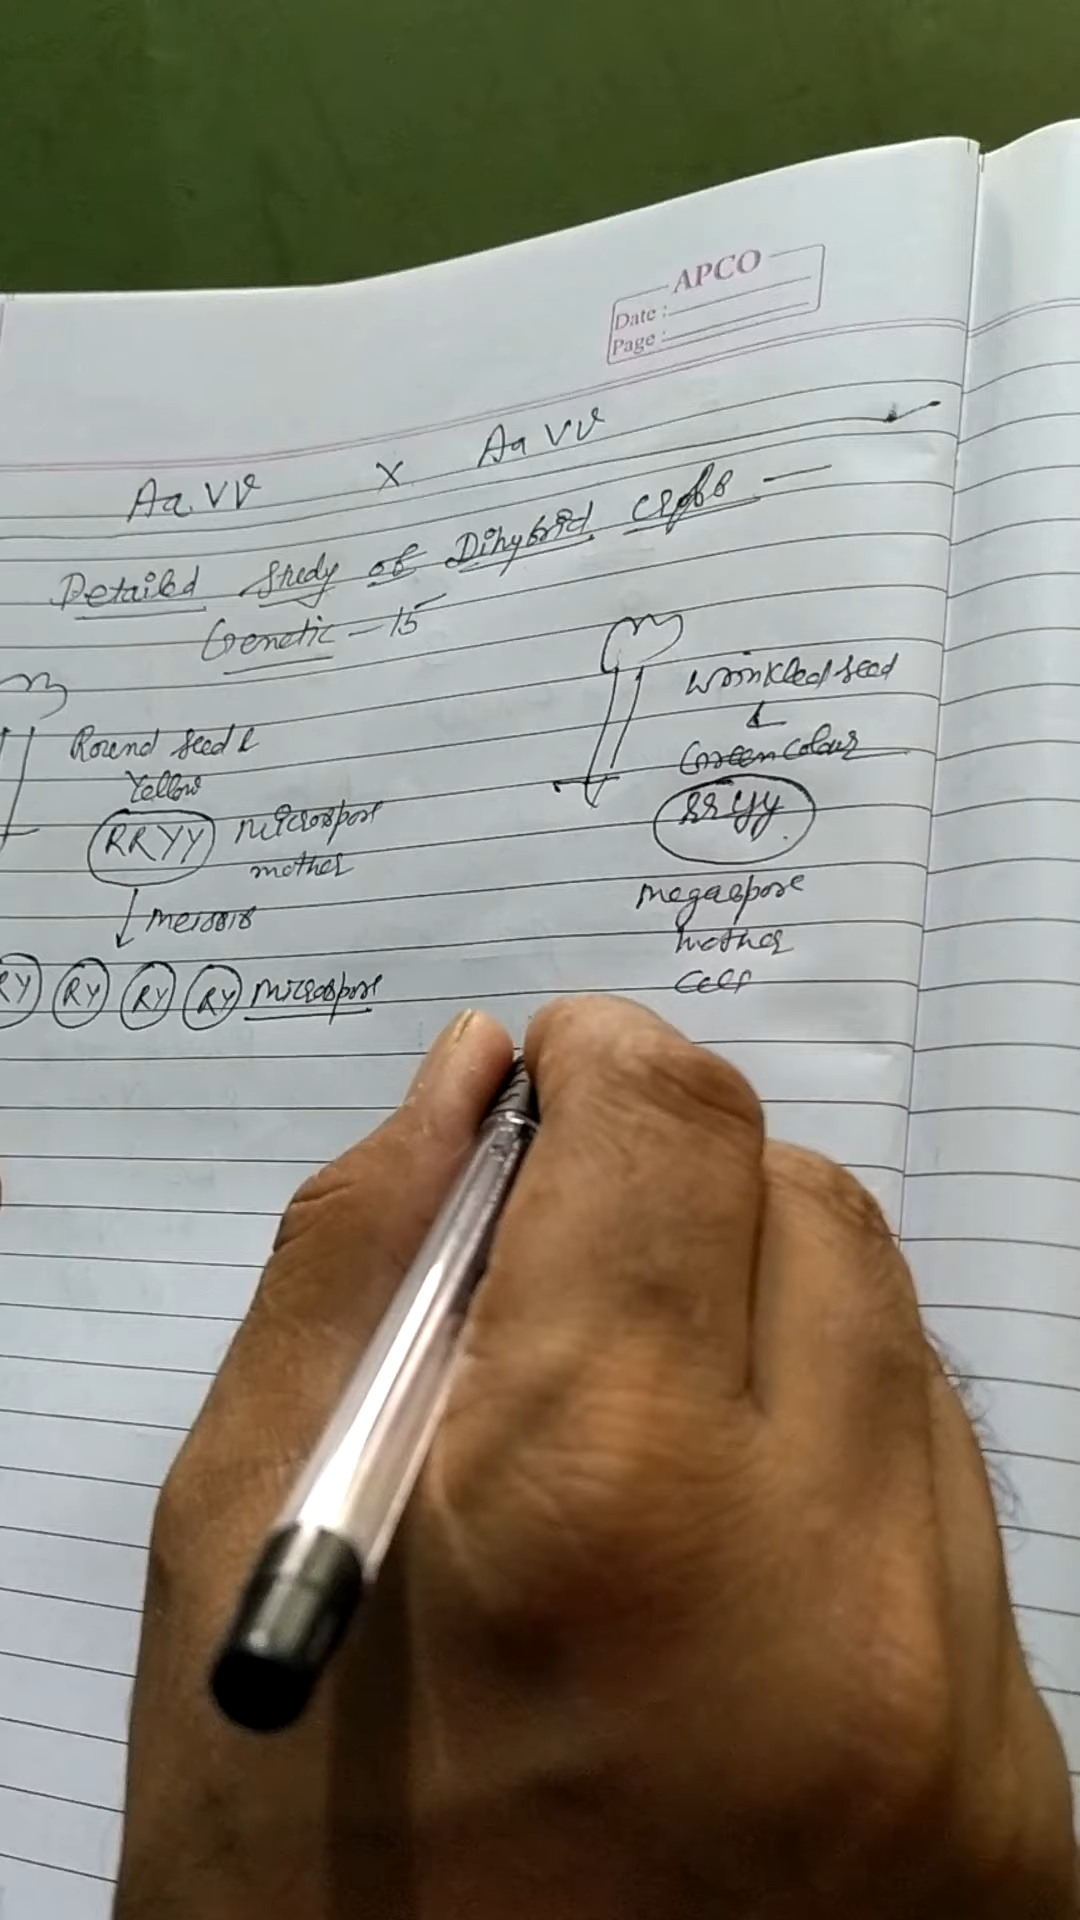 APCO
Date :
Page :
Aa VV X Aa VV
Detailed Study of Dihybrid cross —
Genetic - 15
Round Seed &
Yellow
RRYY microspore
mother
meiosis
RY RY RY RY microspore
Wrinkled seed
&
Green colour
rryy
megaspore
mother
cell